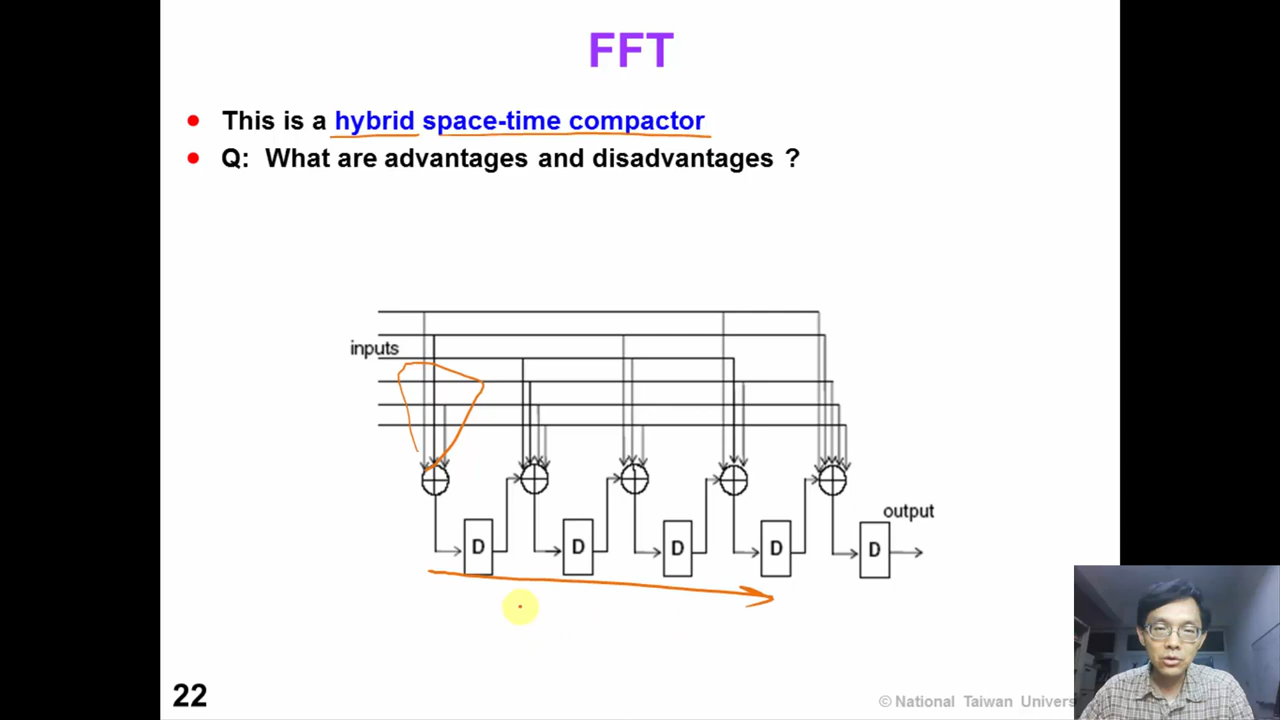 FFT
This is a hybrid space-time compactor
Q: What are advantages and disadvantages ?
inputs
output
D D D D D
22
© National Taiwan Univers